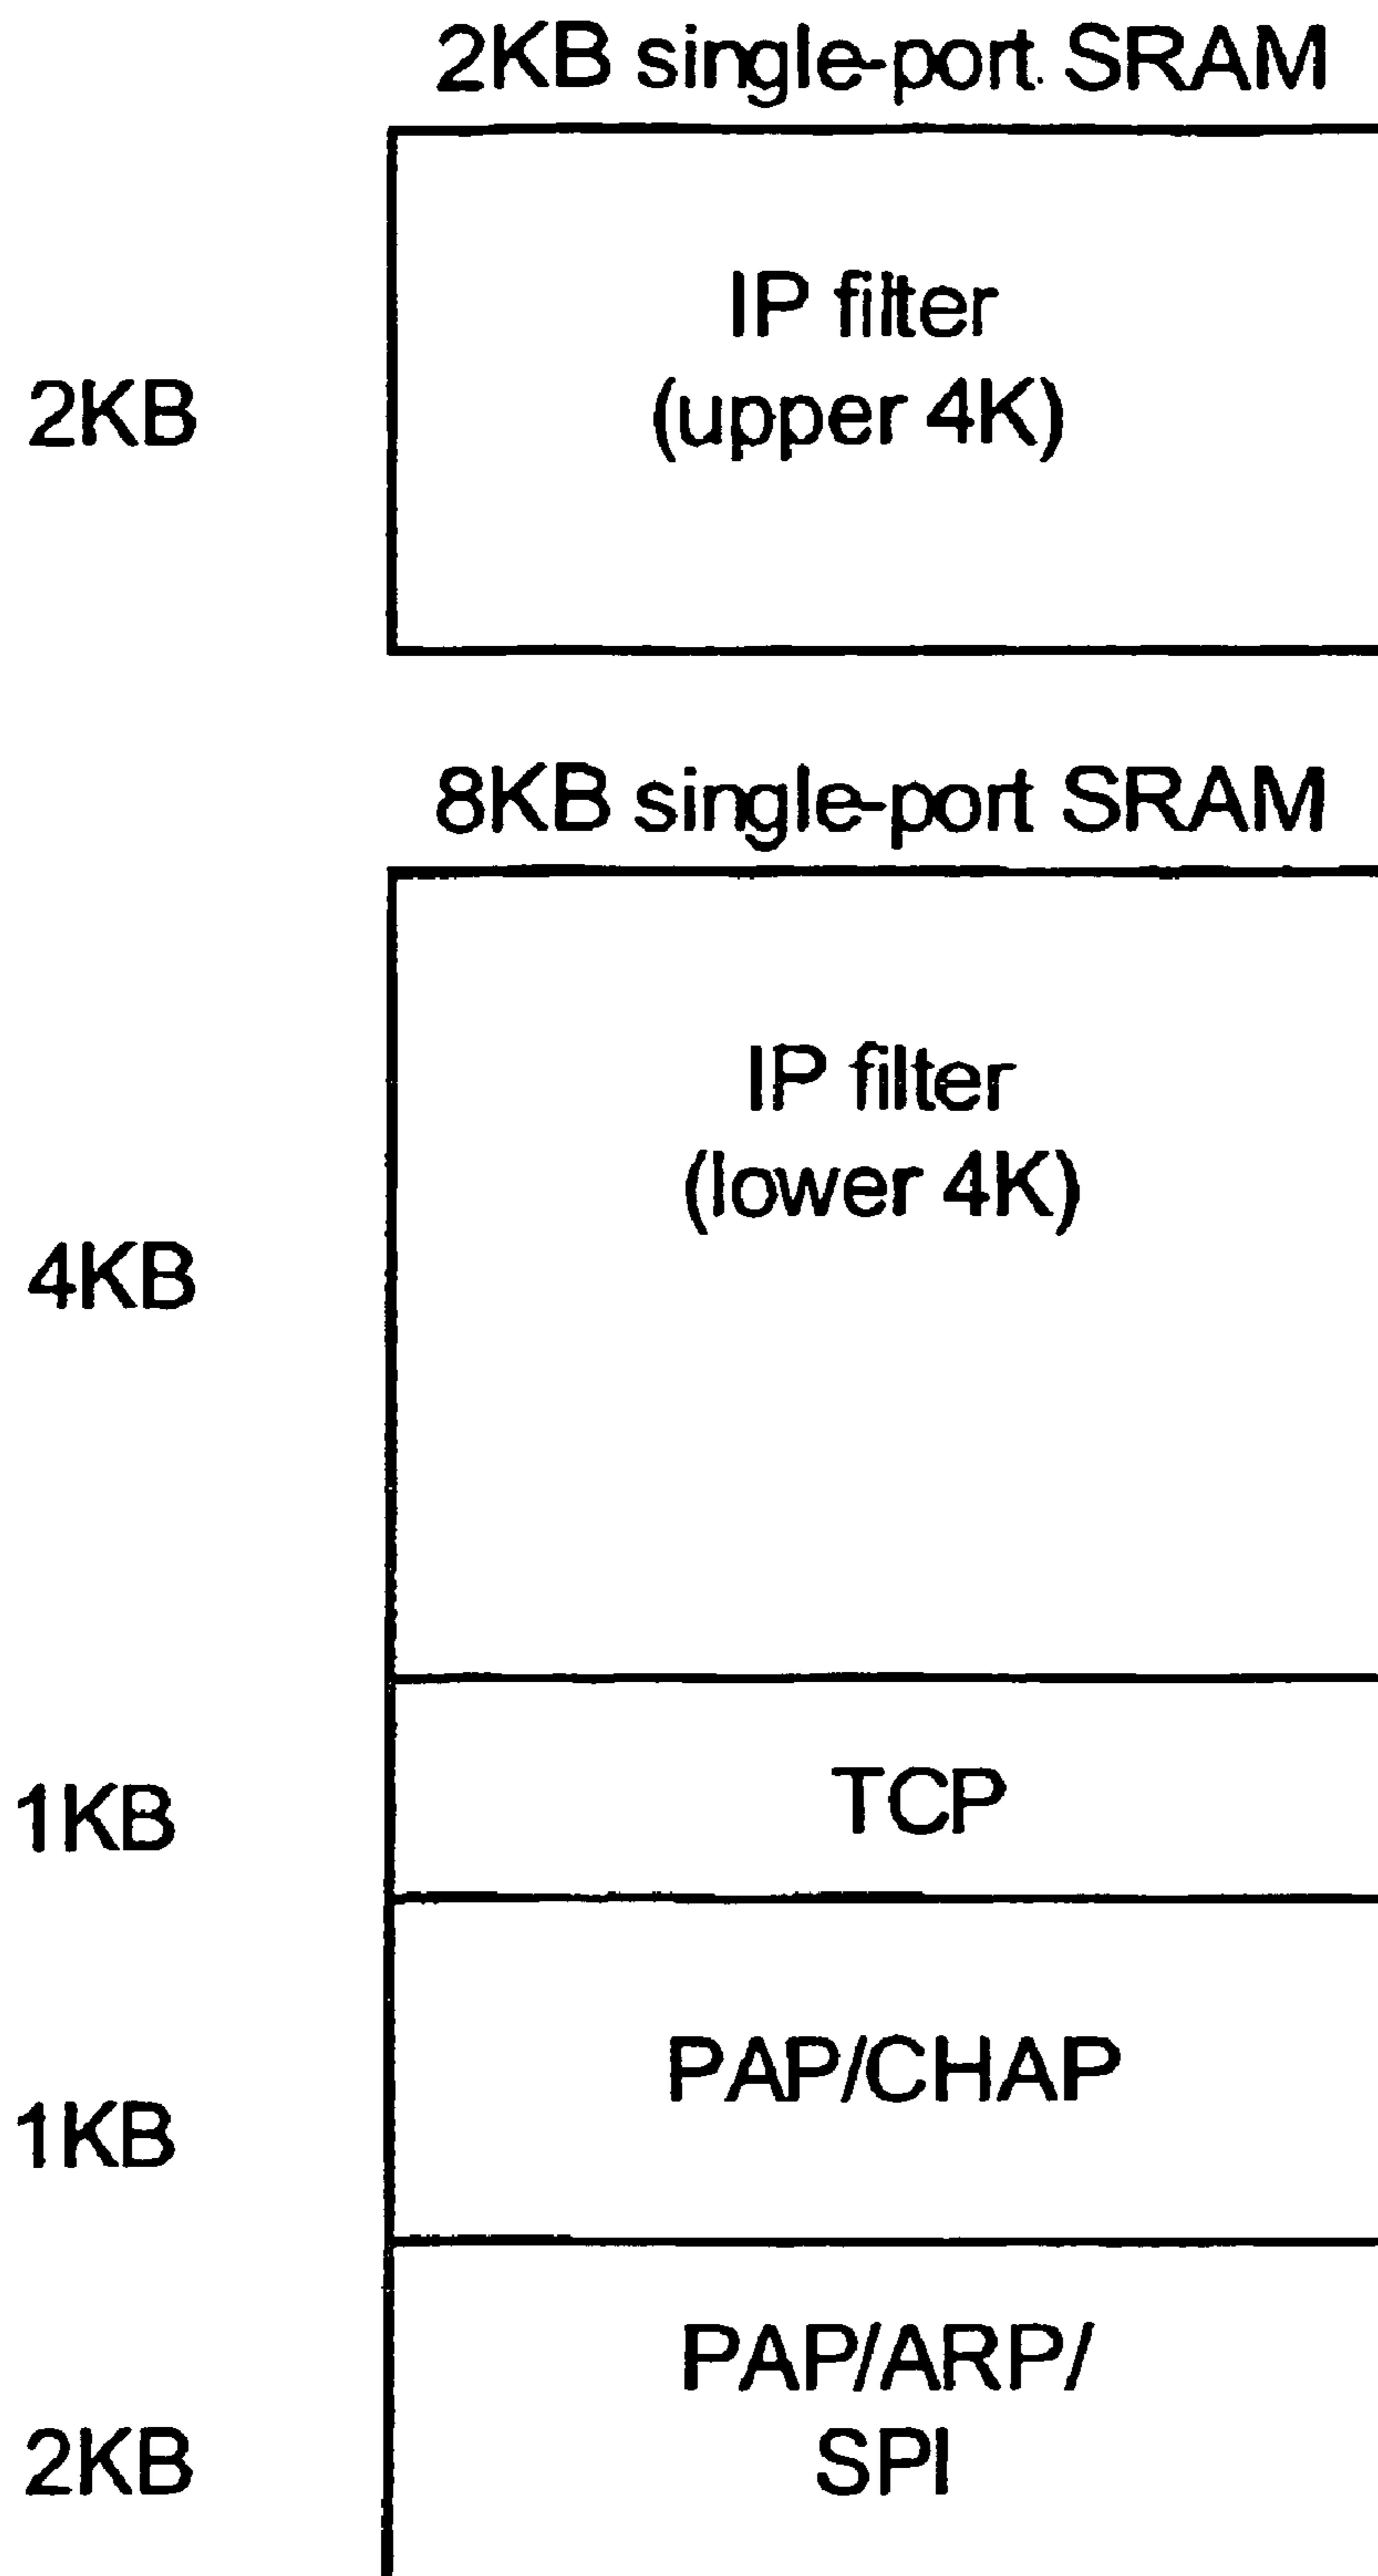 2KB single-port SRAM
IP filter
(upper 4K)
2KB
8KB single-port SRAM
IP filter
(lower 4K)
4KB
TCP
1KB
PAP/CHAP
1KB
PAP/ARP/
SPI
2KB